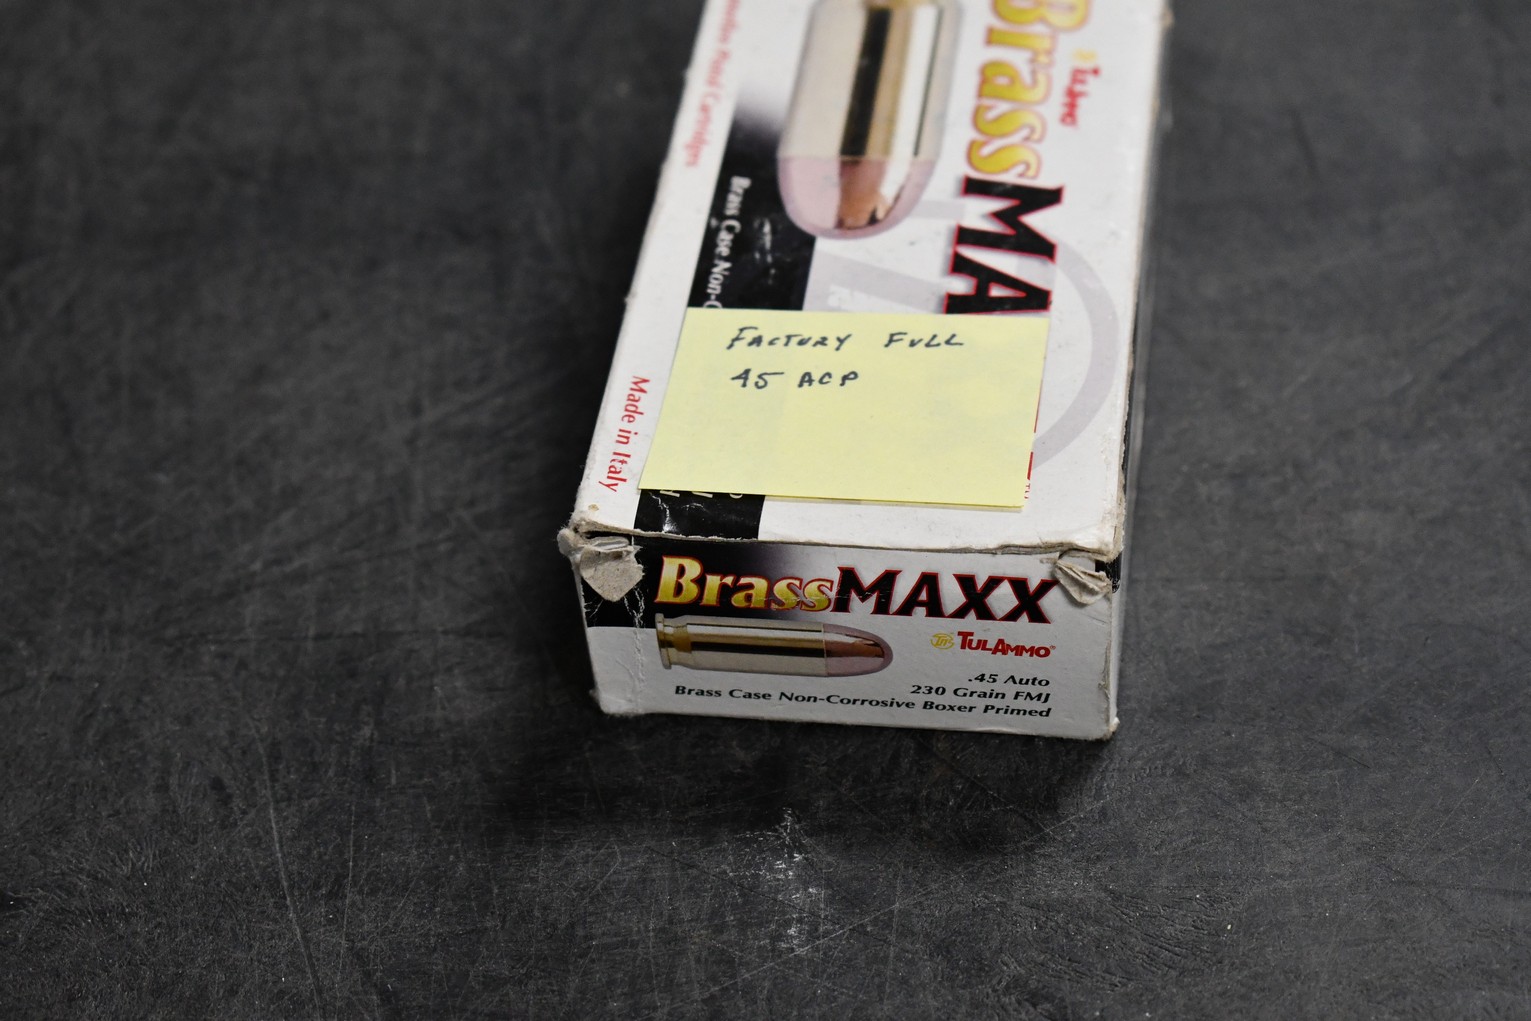 BrassMA
TULAMMO
Cartridges
Brass Case Non-
FACTORY FULL
45 ACP
Made in Italy
BrassMAXX
TULAMMO
.45 Auto
230 Grain FMJ
Brass Case Non-Corrosive Boxer Primed